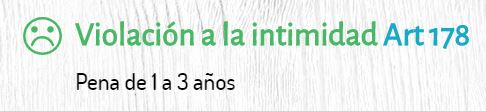 Violación a la intimidad Art 178
Pena de 1 a 3 años